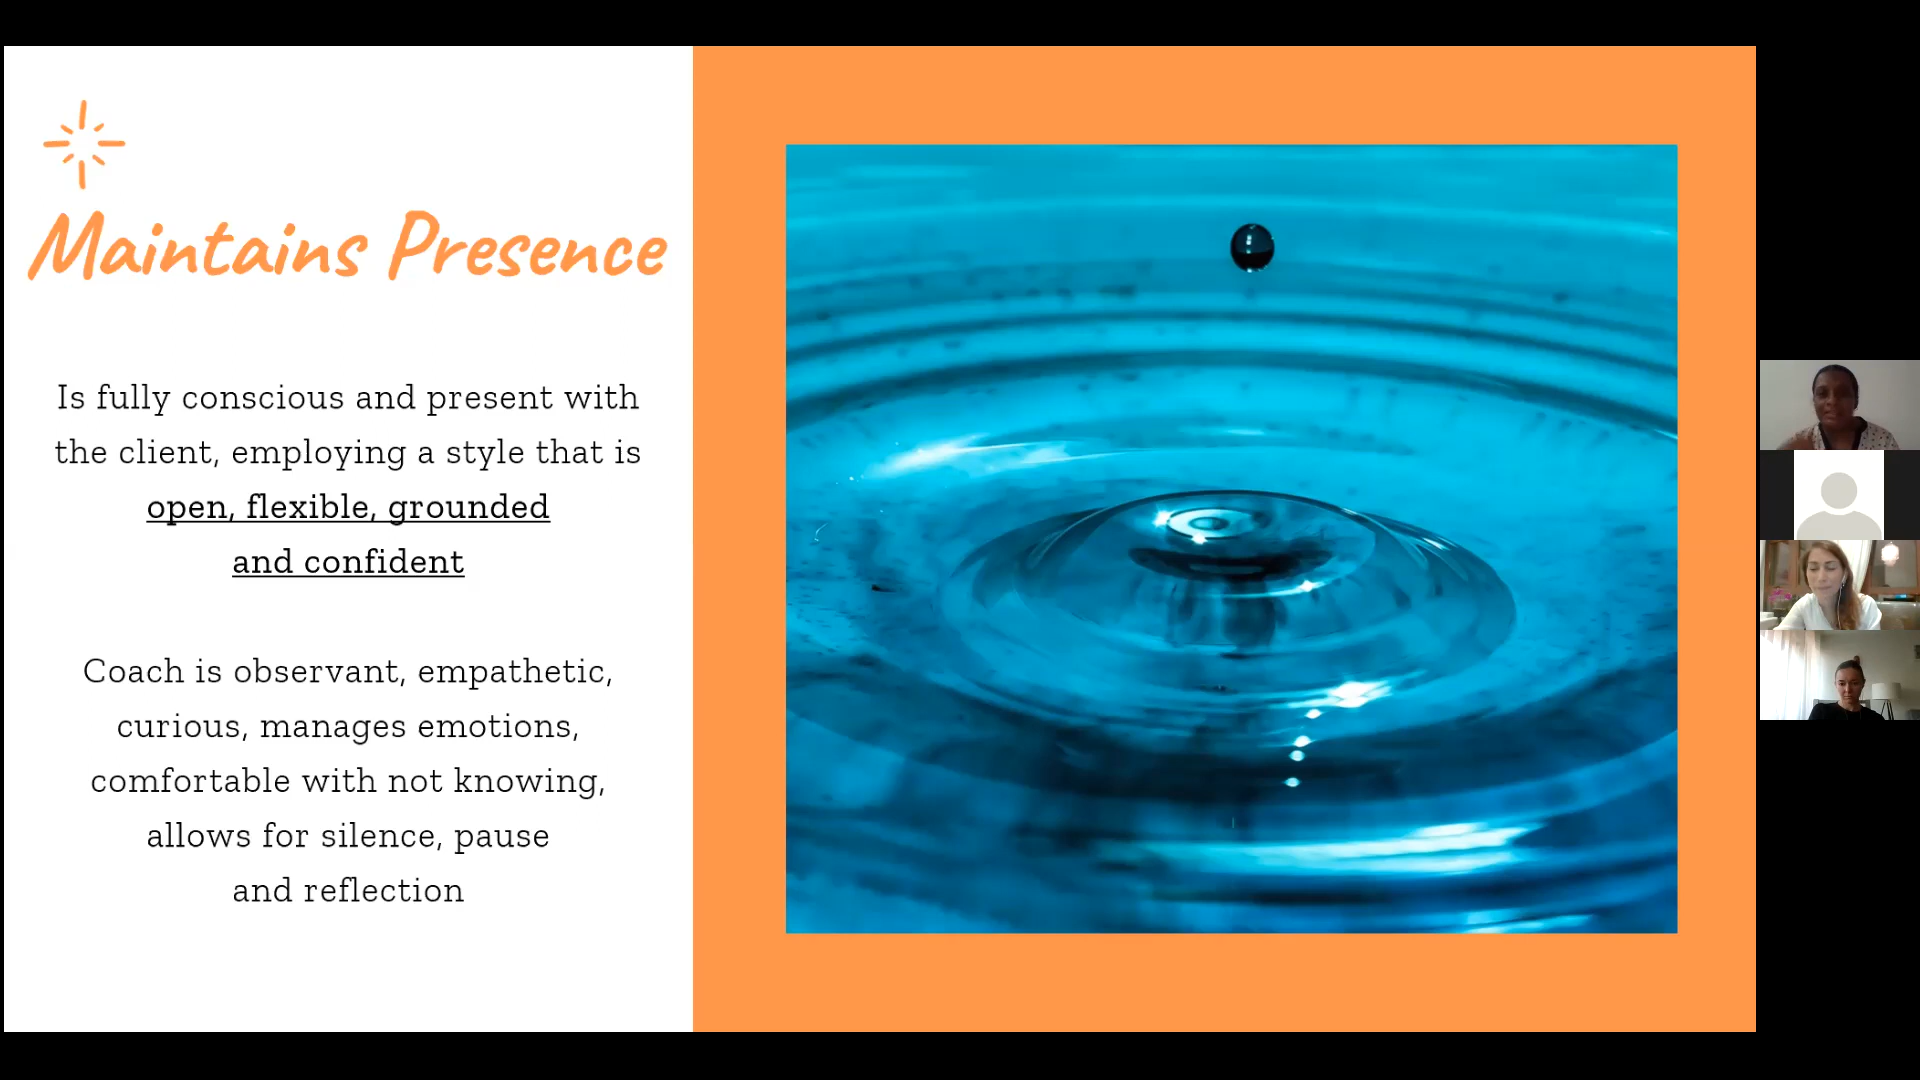 Maintains Presence
Is fully conscious and present with
the client, employing a style that is
open, flexible, grounded
and confident
Coach is observant, empathetic,
curious, manages emotions,
comfortable with not knowing,
allows for silence, pause
and reflection